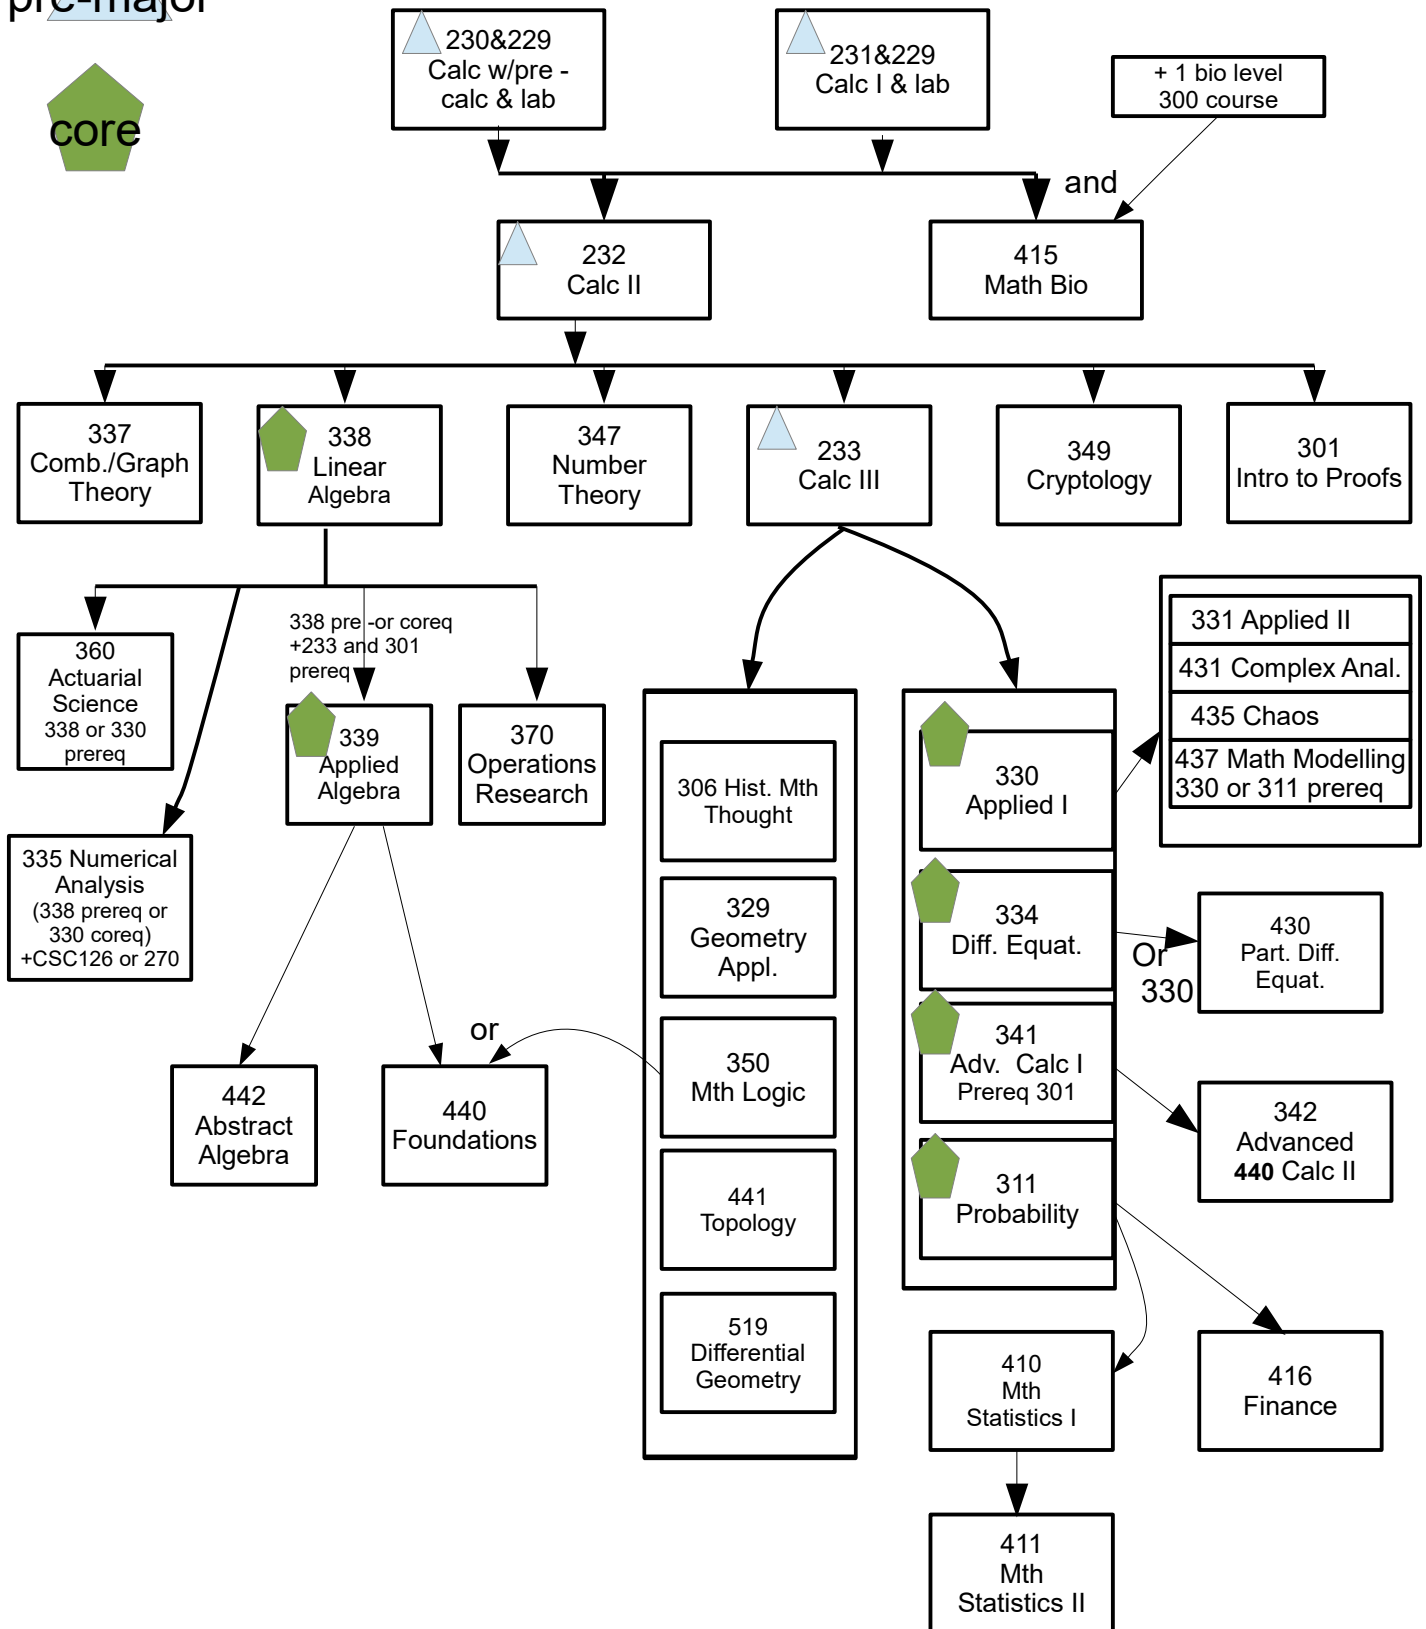 pre-major
core
230&229
Calc w/pre -
calc & lab
231&229
Calc I & lab
+ 1 bio level
300 course
and
232
Calc II
415
Math Bio
337
Comb./Graph
Theory
338
Linear
Algebra
347
Number
Theory
233
Calc III
349
Cryptology
301
Intro to Proofs
338 pre -or coreq
+233 and 301
prereq
360
Actuarial
Science
338 or 330
prereq
339
Applied
Algebra
370
Operations
Research
335 Numerical
Analysis
(338 prereq or
330 coreq)
+CSC126 or 270
442
Abstract
Algebra
or
440
Foundations
306 Hist. Mth
Thought
329
Geometry
Appl.
350
Mth Logic
441
Topology
519
Differential
Geometry
330
Applied I
334
Diff. Equat.
341
Adv. Calc I
Prereq 301
311
Probability
331 Applied II
431 Complex Anal.
435 Chaos
437 Math Modelling
330 or 311 prereq
Or
330
430
Part. Diff.
Equat.
342
Advanced
440 Calc II
410
Mth
Statistics I
416
Finance
411
Mth
Statistics II